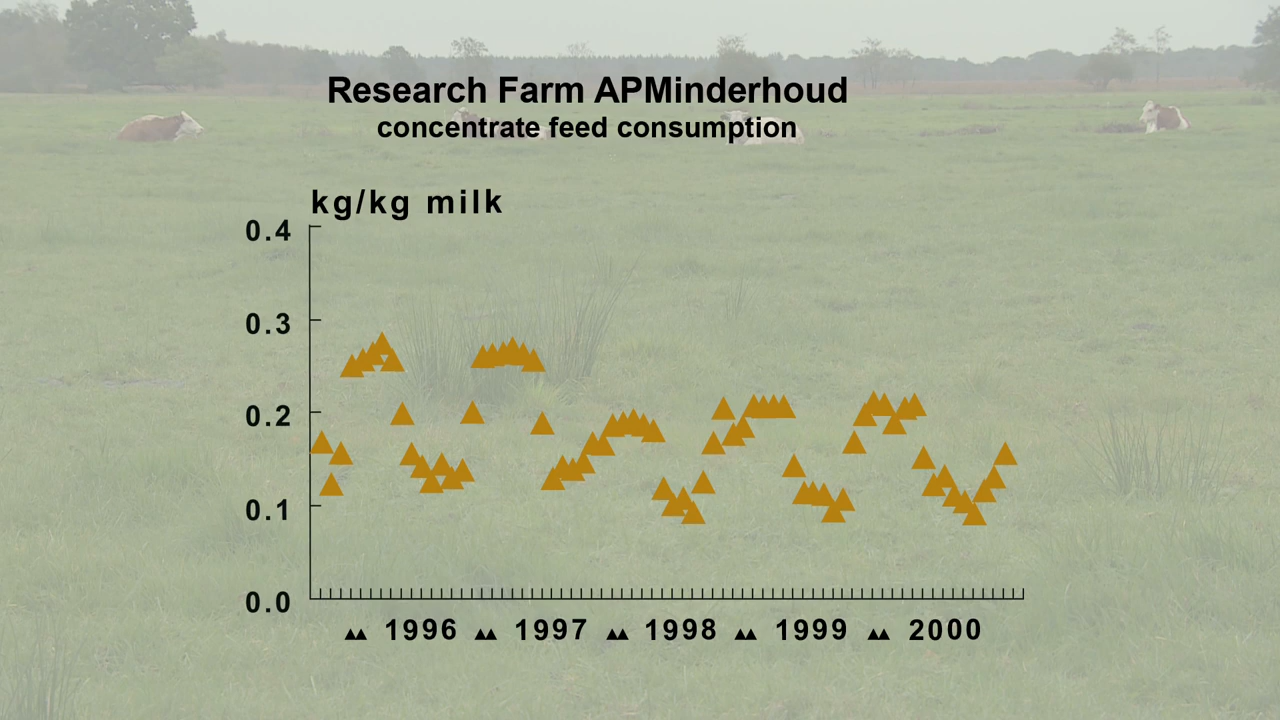 Research Farm APMinderhoud
concentrate feed consumption
kg/kg milk
0.4
0.3
0.2
0.1
0.0
1996 1997 1998 1999 2000